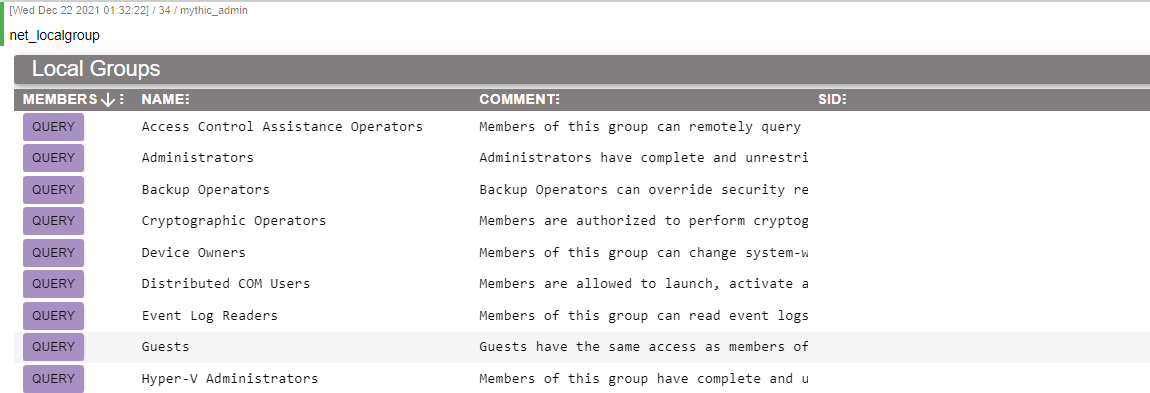 [Wed Dec 22 2021 01:32:22] / 34 / mythic_admin
net_localgroup
Local Groups
MEMBERS NAME COMMENT SID
QUERY Access Control Assistance Operators Members of this group can remotely query
QUERY Administrators Administrators have complete and unrestri
QUERY Backup Operators Backup Operators can override security re
QUERY Cryptographic Operators Members are authorized to perform cryptog
QUERY Device Owners Members of this group can change system-w
QUERY Distributed COM Users Members are allowed to launch, activate a
QUERY Event Log Readers Members of this group can read event logs
QUERY Guests Guests have the same access as members of
QUERY Hyper-V Administrators Members of this group have complete and u